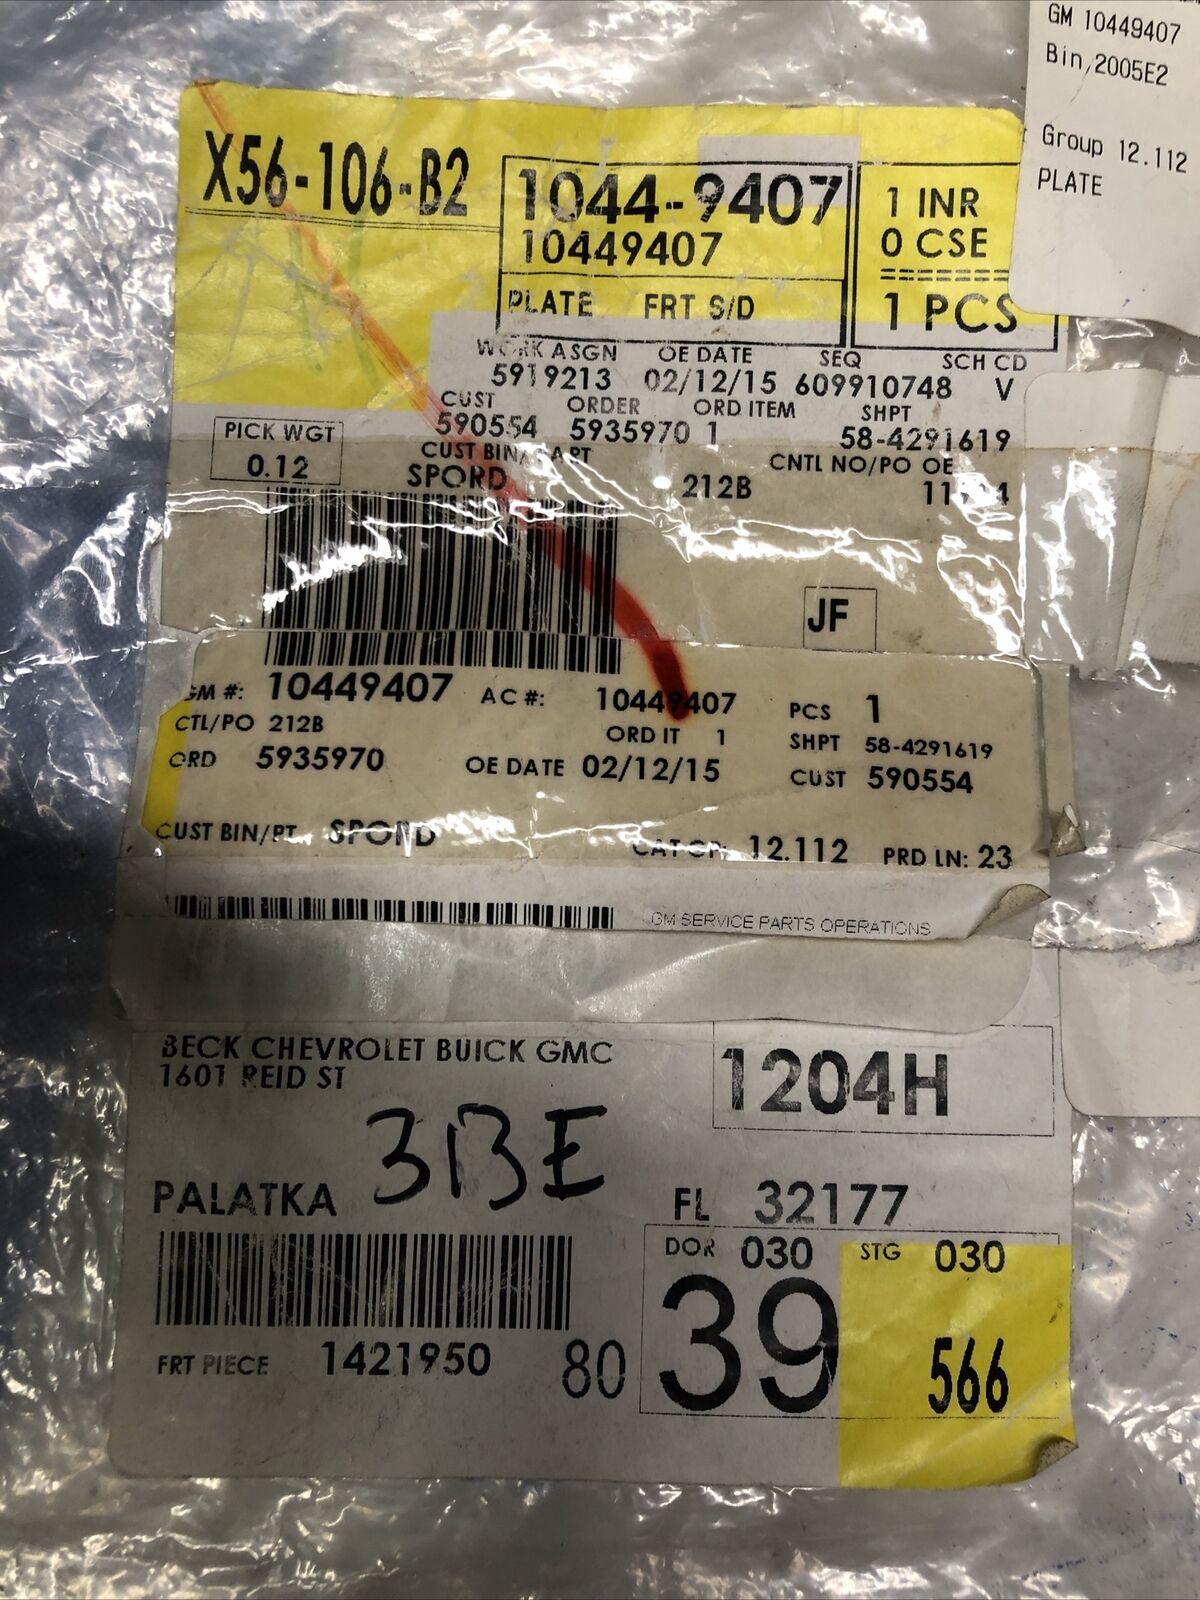 GM 10449407
Bin 2005E2
Group 12.112
PLATE
X56-106-B2
1044-9407
10449407
PLATE FRT S/D
1 INR
0 CSE
=======
1 PCS
WORK ASGN OE DATE SEQ SCH CD
5919213 02/12/15 609910748 V
CUST ORDER ORD ITEM SHPT
590554 5935970 1 58-4291619
PICK WGT
0.12
CUST BIN/PART CNTL NO/PO OE
SPORD 212B
JF
GM #: 10449407 AC #: 10449407 PCS 1
CTL/PO 212B ORD IT 1 SHPT 58-4291619
ORD 5935970 OE DATE 02/12/15 CUST 590554
CUST BIN/PT. SPORD CAT GP: 12.112 PRD LN: 23
GM SERVICE PARTS OPERATIONS
BECK CHEVROLET BUICK GMC
1601 REID ST
1204H
3BE
PALATKA FL 32177
DOR 030 STG 030
39
566
FRT PIECE 1421950 80